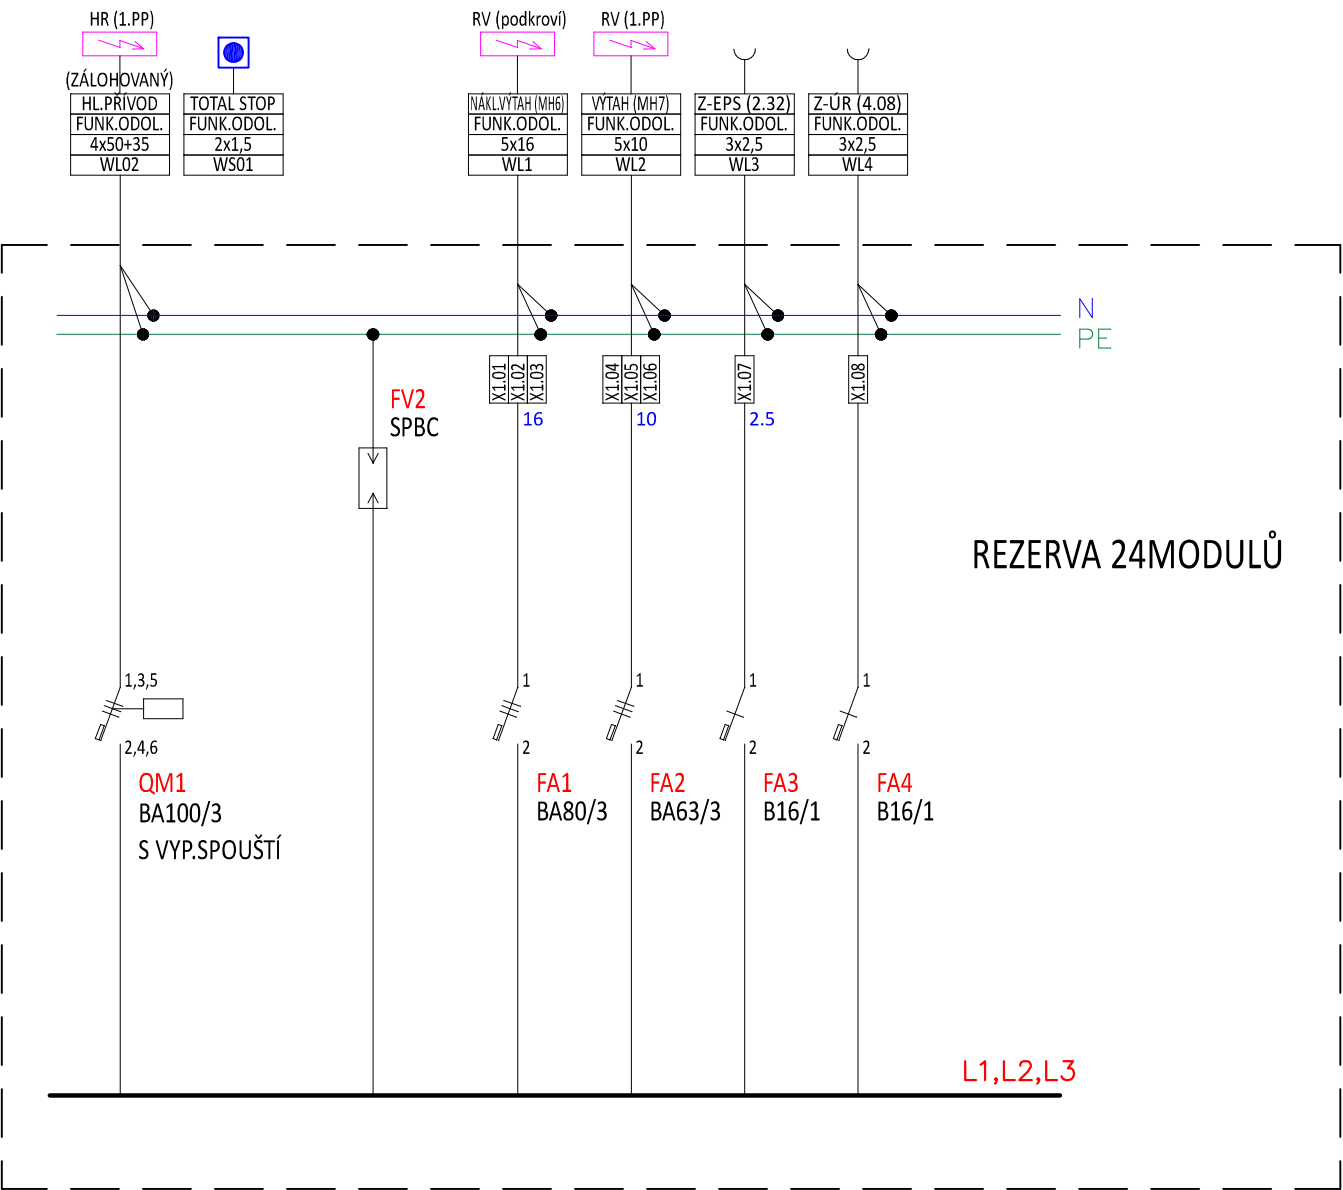 HR (1.PP)
RV (podkroví)
RV (1.PP)
(ZÁLOHOVANÝ)
HL.PŘÍVOD
FUNK.ODOL.
4x50+35
WL02
TOTAL STOP
FUNK.ODOL.
2x1,5
WS01
NÁKL.VÝTAH (MH6)
FUNK.ODOL.
5x16
WL1
VÝTAH (MH7)
FUNK.ODOL.
5x10
WL2
Z-EPS (2.32)
FUNK.ODOL.
3x2,5
WL3
Z-ÚR (4.08)
FUNK.ODOL.
3x2,5
WL4
N
PE
X1.01
X1.02
X1.03
16
X1.04
X1.05
X1.06
10
X1.07
2.5
X1.08
FV2
SPBC
REZERVA 24MODULŮ
1,3,5
2,4,6
QM1
BA100/3
S VYP.SPOUŠTÍ
1
2
FA1
BA80/3
1
2
FA2
BA63/3
1
2
FA3
B16/1
1
2
FA4
B16/1
L1,L2,L3